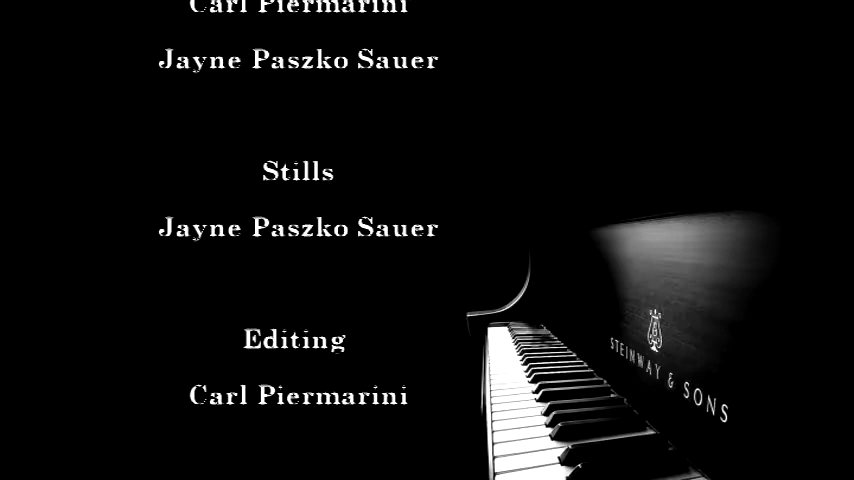 Carl Piermarini
Jayne Paszko Sauer
Stills
Jayne Paszko Sauer
Editing
Carl Piermarini
STEINWAY & SONS